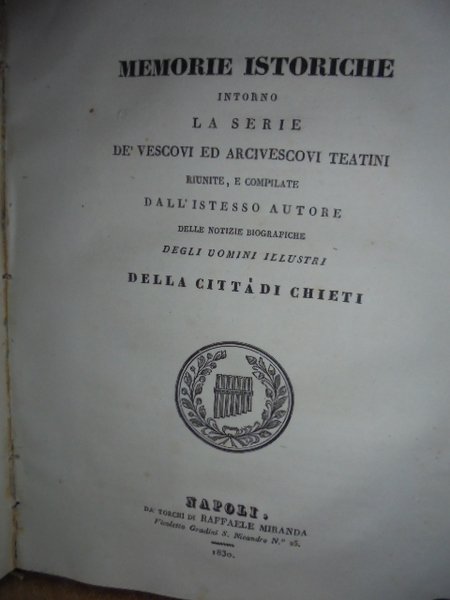 MEMORIE ISTORICHE
INTORNO
LA SERIE
DE' VESCOVI ED ARCIVESCOVI TEATINI
RIUNITE, E COMPILATE
DALL'ISTESSO AUTORE
DELLE NOTIZIE BIOGRAFICHE
DEGLI UOMINI ILLUSTRI
DELLA CITTÀ DI CHIETI
NAPOLI,
DA' TORCHI DI RAFFAELE MIRANDA
Vicoletto Gradini S. Nicandro N.° 25.
1830.